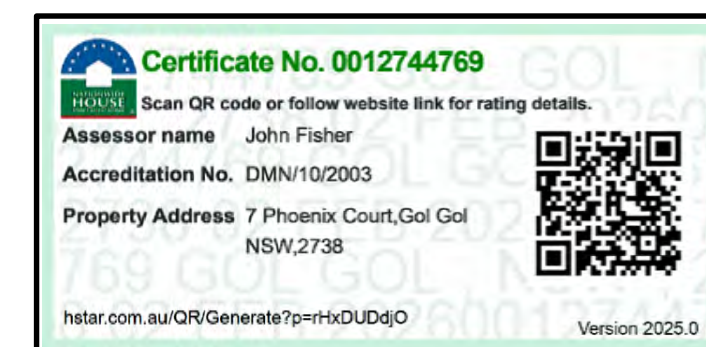 Certificate No. 0012744769
NATIONWIDE
HOUSE
Scan QR code or follow website link for rating details.
Assessor name John Fisher
Accreditation No. DMN/10/2003
Property Address 7 Phoenix Court,Gol Gol
NSW,2738
hstar.com.au/QR/Generate?p=rHxDUDdjO
Version 2025.0